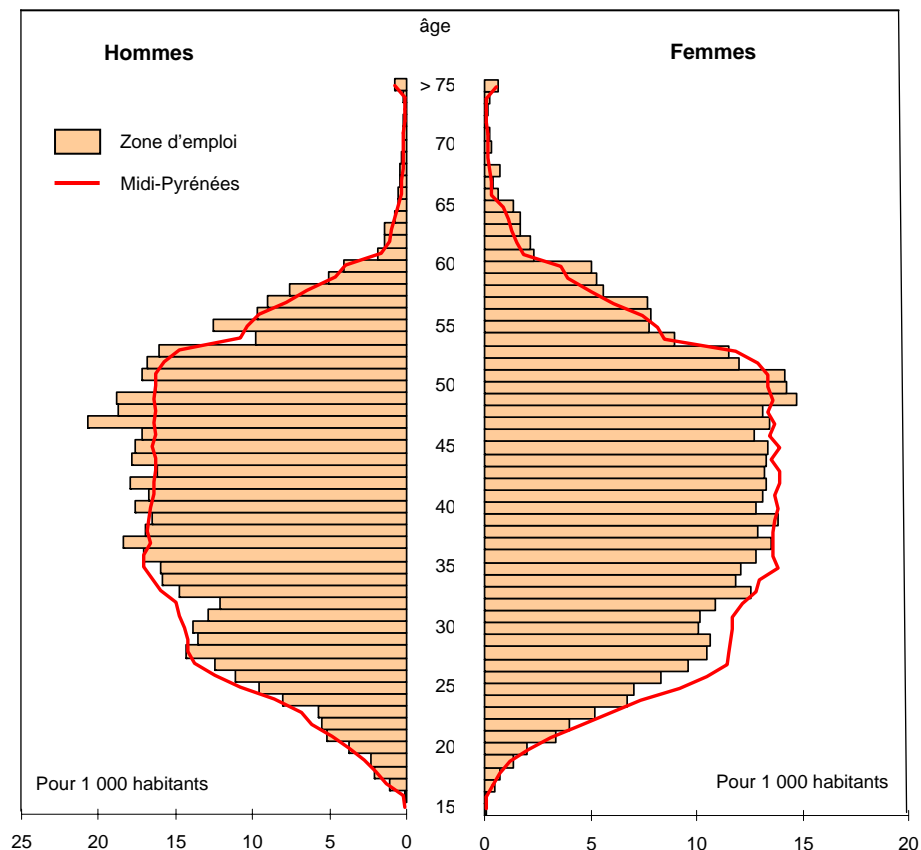 âge
Hommes
Femmes
Zone d'emploi
Midi-Pyrénées
> 75
70
65
60
55
50
45
40
35
30
25
20
15
Pour 1 000 habitants
Pour 1 000 habitants
25 20 15 10 5 0
0 5 10 15 20